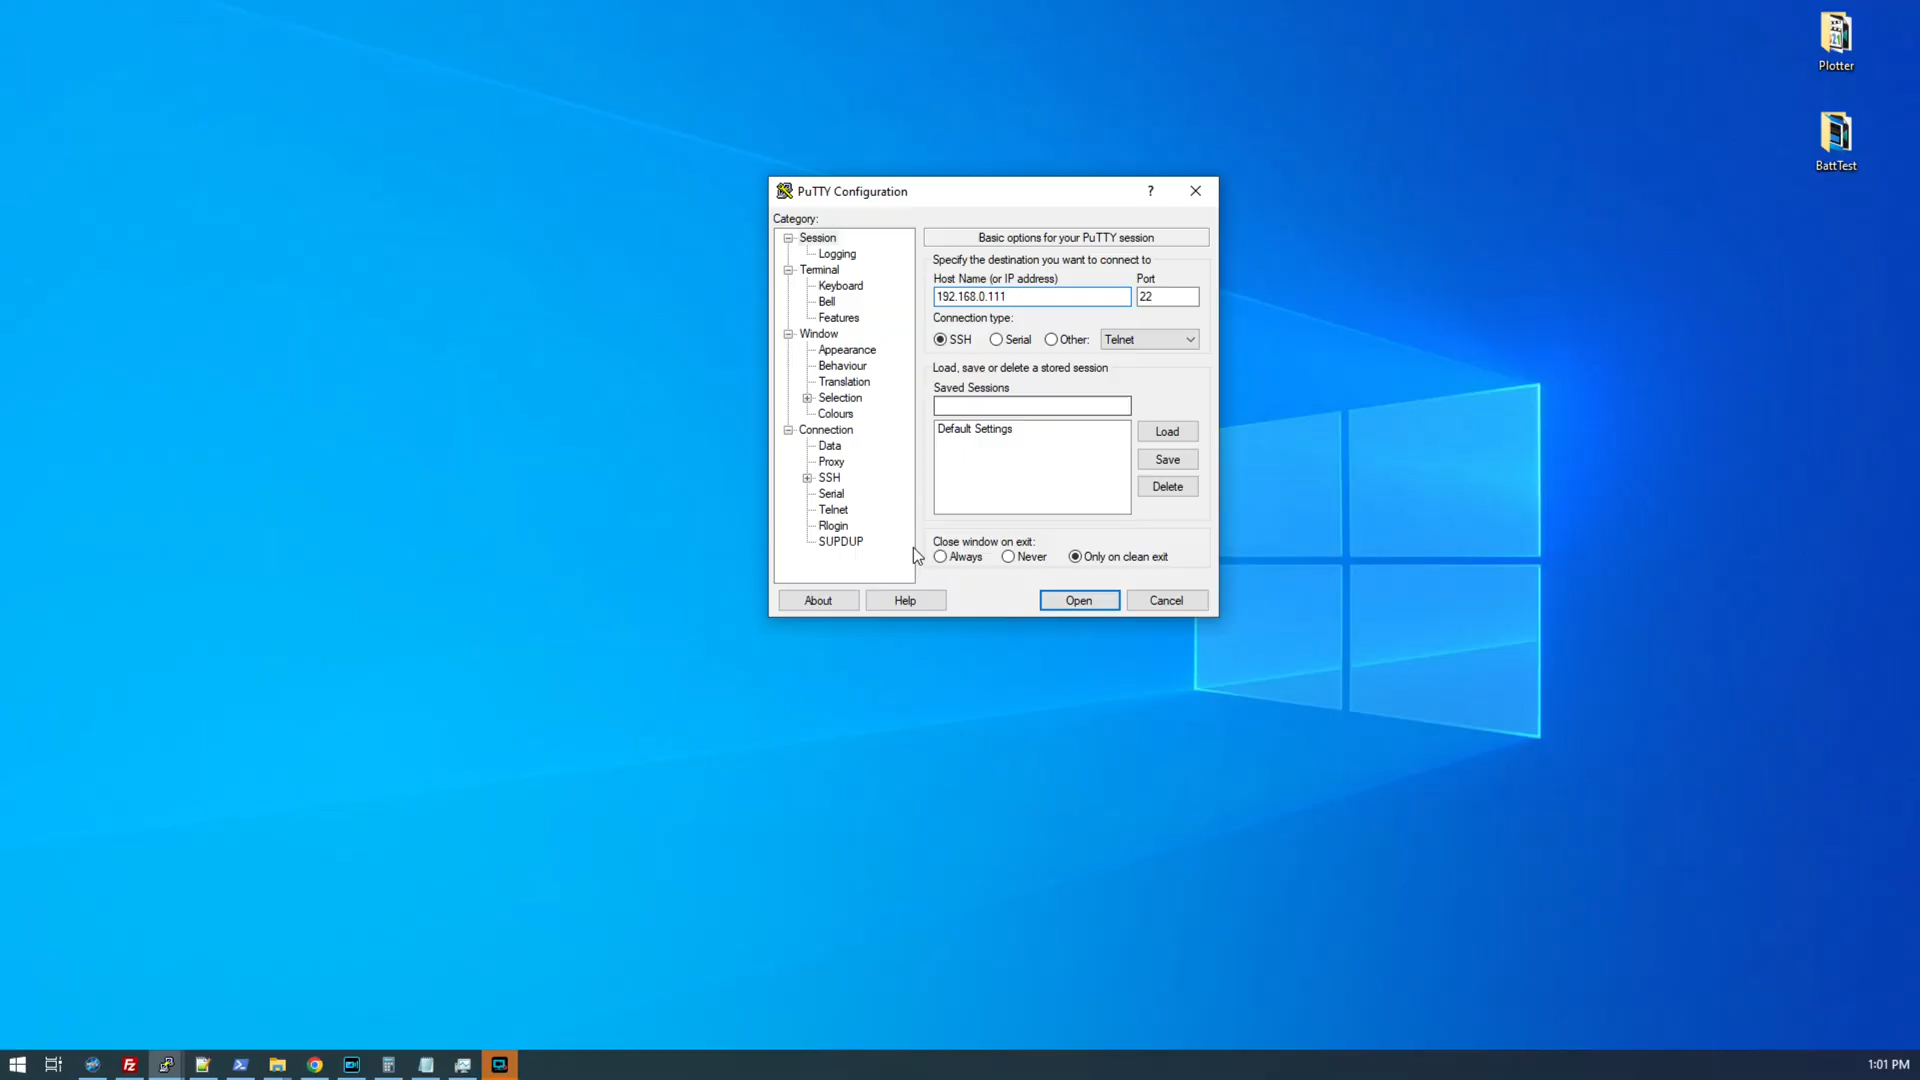 Plotter
BattTest
PuTTY Configuration
?
Category:
Session
Logging
Terminal
Keyboard
Bell
Features
Window
Appearance
Behaviour
Translation
Selection
Colours
Connection
Data
Proxy
SSH
Serial
Telnet
Rlogin
SUPDUP
Basic options for your PuTTY session
Specify the destination you want to connect to
Host Name (or IP address) Port
192.168.0.111 22
Connection type:
SSH Serial Other: Telnet
Load, save or delete a stored session
Saved Sessions
Default Settings
Load
Save
Delete
Close window on exit:
Always Never Only on clean exit
About Help Open Cancel
Fz
1:01 PM